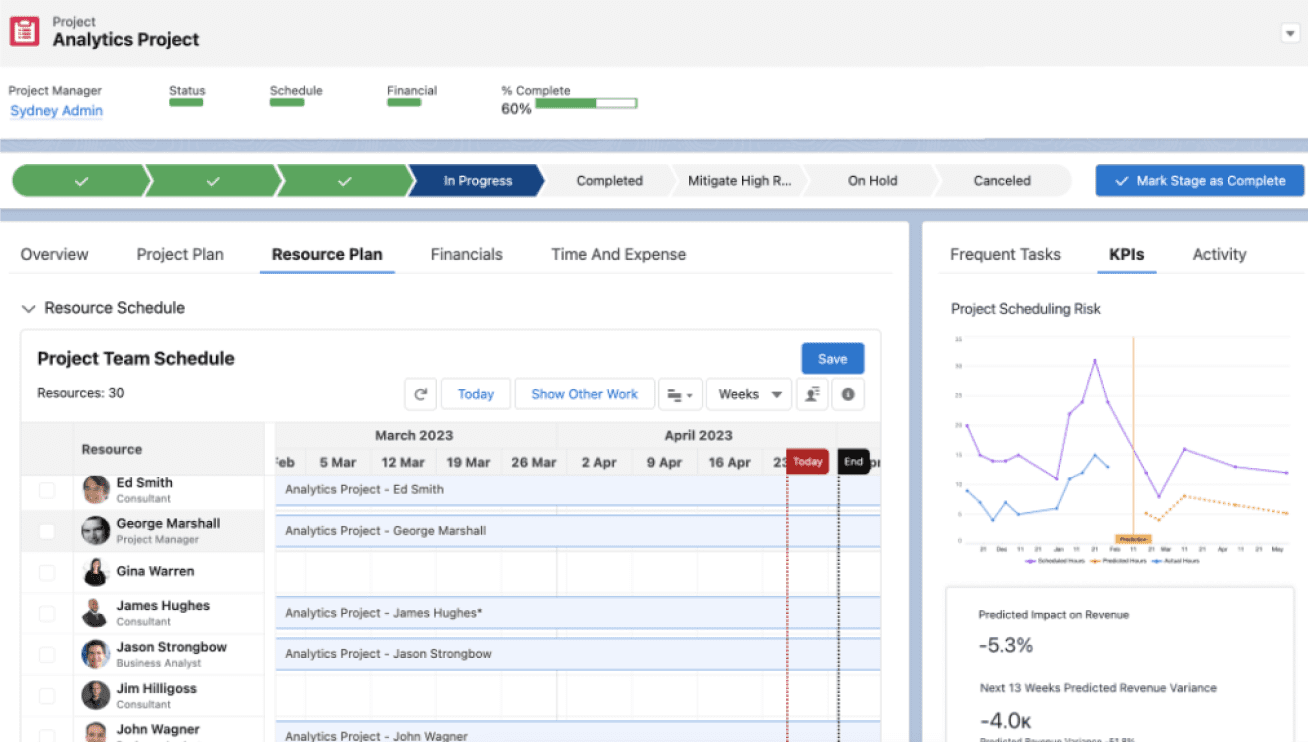 Project
Analytics Project
Project Manager
Sydney Admin
Status
Schedule
Financial
% Complete
60%
In Progress
Completed
Mitigate High R...
On Hold
Canceled
Mark Stage as Complete
Overview
Project Plan
Resource Plan
Financials
Time And Expense
Resource Schedule
Project Team Schedule
Save
Resources: 30
Today
Show Other Work
Weeks
Resource
March 2023
April 2023
Feb
5 Mar
12 Mar
19 Mar
26 Mar
2 Apr
9 Apr
16 Apr
23
Today
End
Ed Smith
Consultant
Analytics Project - Ed Smith
George Marshall
Project Manager
Analytics Project - George Marshall
Gina Warren
James Hughes
Consultant
Analytics Project - James Hughes*
Jason Strongbow
Business Analyst
Analytics Project - Jason Strongbow
Jim Hilligoss
Consultant
John Wagner
Analytics Project - John Wagner
Frequent Tasks
KPIs
Activity
Project Scheduling Risk
30
25
20
15
10
5
0
Prediction
21 Dec 11 21 Jan 11 21 Feb 11 21 Mar 11 21 Apr 11 21 May
Scheduled Hours
Predicted Hours
Actual Hours
Predicted Impact on Revenue
-5.3%
Next 13 Weeks Predicted Revenue Variance
-4.0K
Predicted Revenue Variance -51.8%